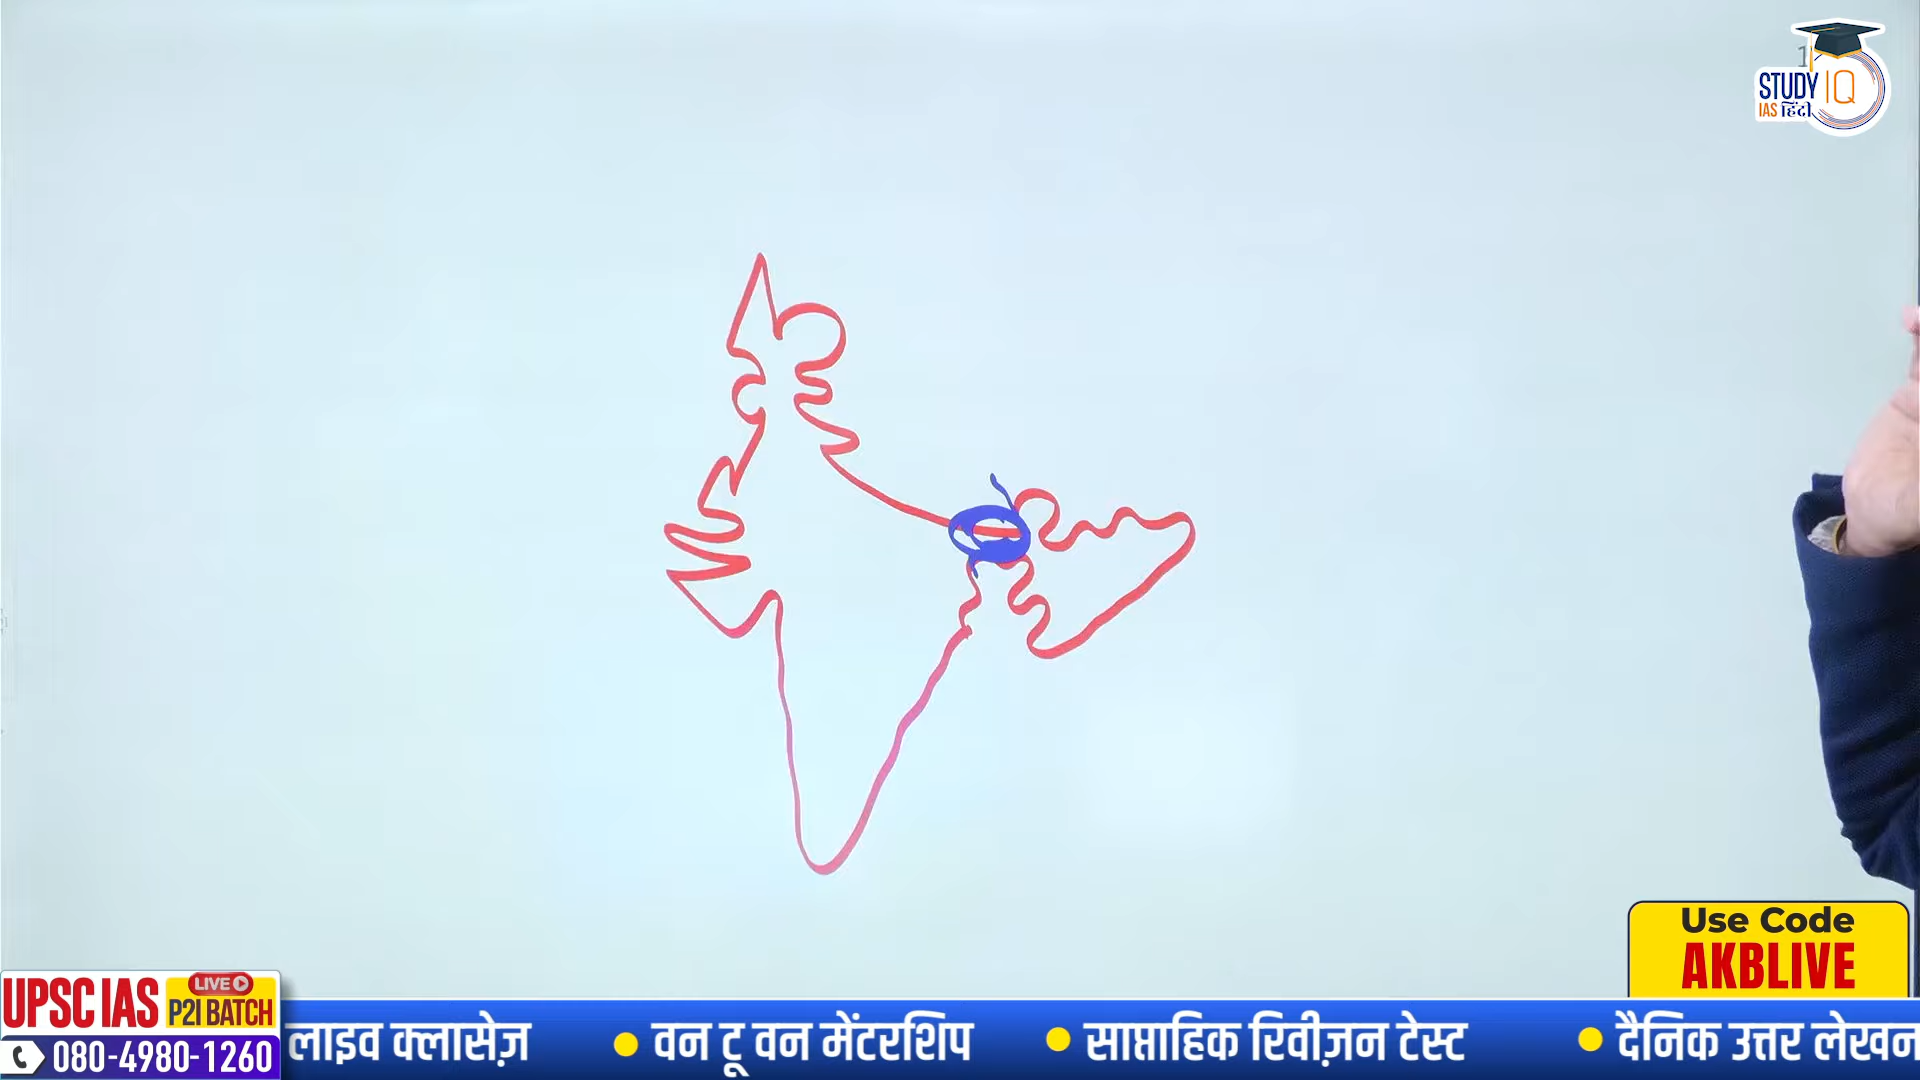 1
STUDY IQ
IAS हिंदी
Use Code
AKBLIVE
UPSC IAS
LIVE
P2I BATCH
080-4980-1260
लाइव क्लासेज़ वन टू वन मेंटरशिप साप्ताहिक रिवीज़न टेस्ट दैनिक उत्तर लेखन